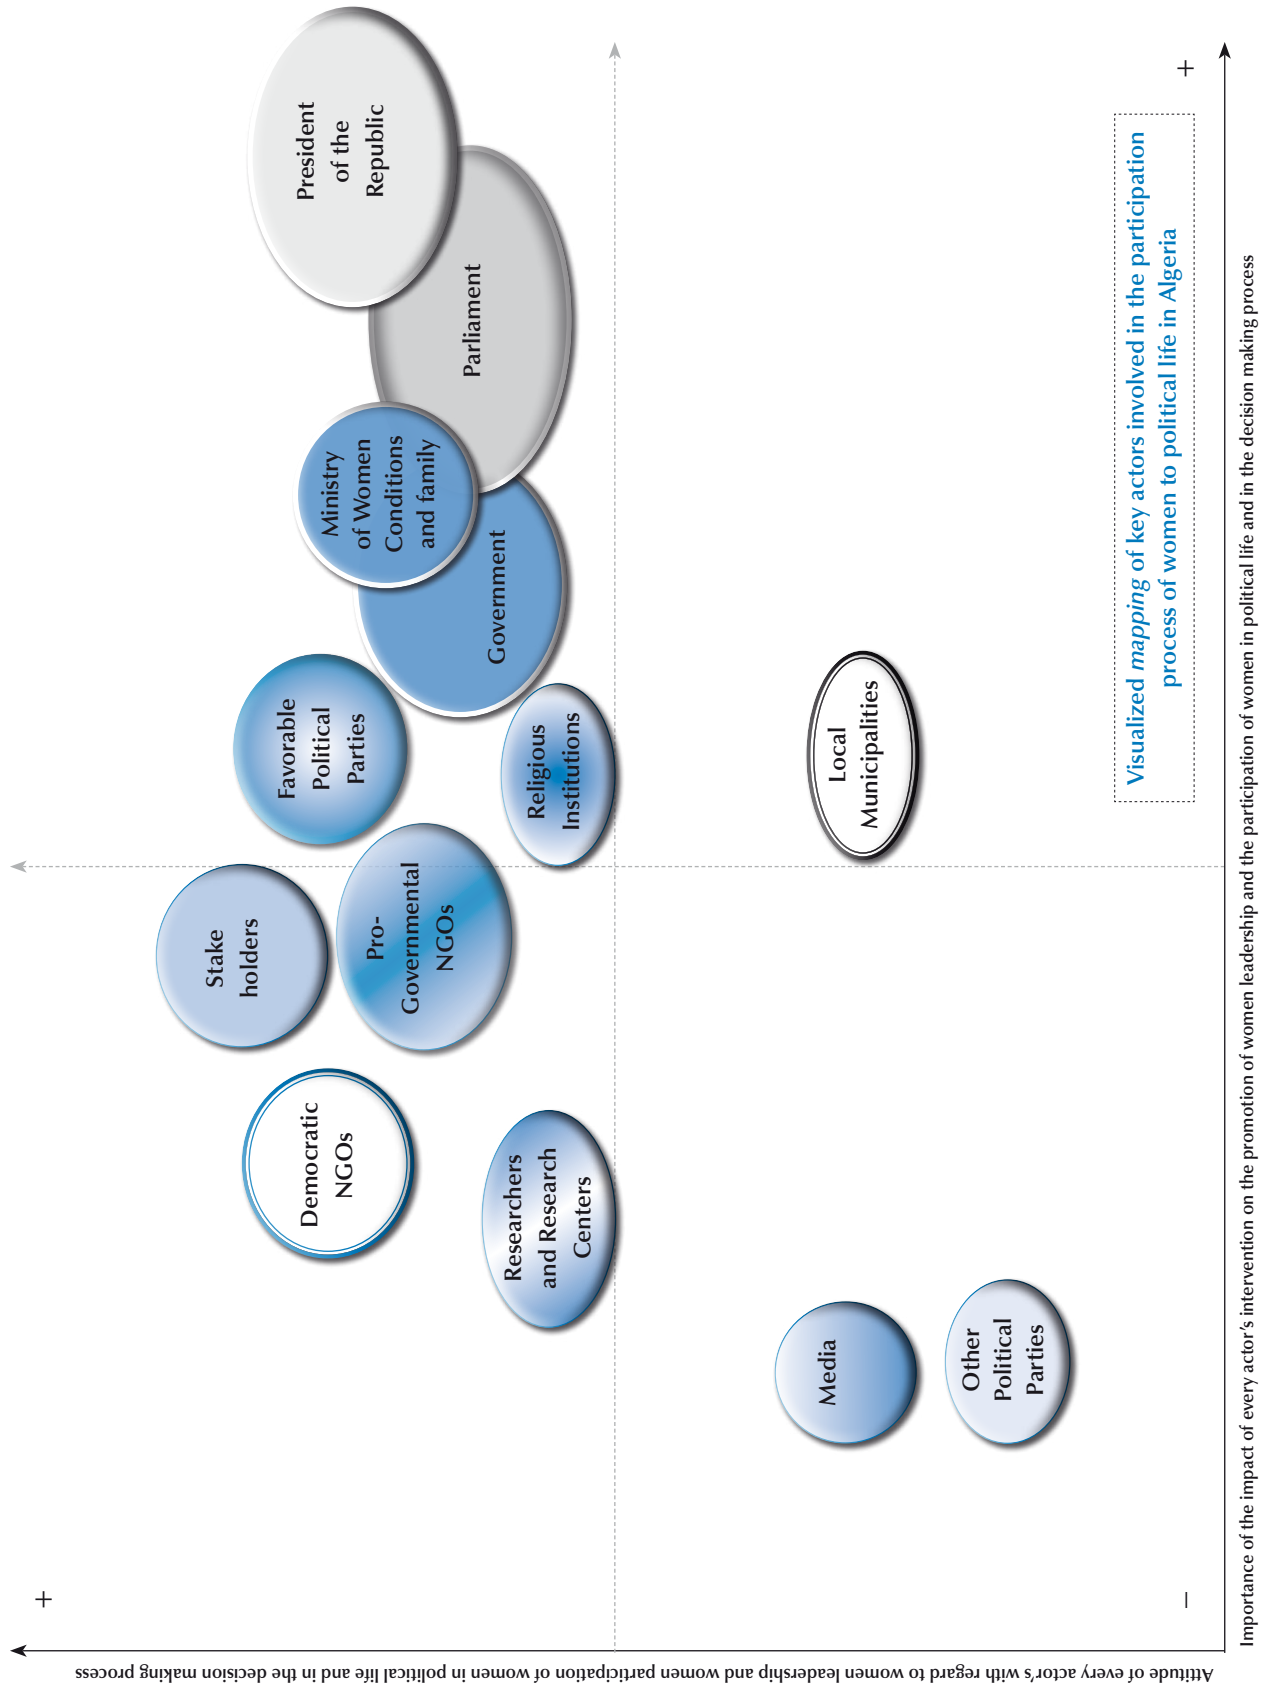 Attitude of every actor's with regard to women leadership and women participation of women in political life and in the decision making process
+
Stake
holders
Democratic
NGOs
Pro-
Governmental
NGOs
Researchers
and Research
Centers
Favorable
Political
Parties
Religious
Institutions
Government
Ministry
of Women
Conditions
and family
Parliament
President
of the
Republic
Media
Other
Political
Parties
Local
Municipalities
Visualized mapping of key actors involved in the participation
process of women to political life in Algeria
–
+
Importance of the impact of every actor's intervention on the promotion of women leadership and the participation of women in political life and in the decision making process